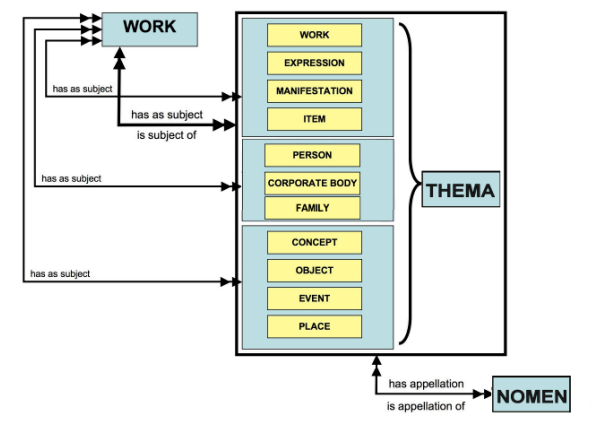 WORK
WORK
EXPRESSION
MANIFESTATION
ITEM
has as subject
has as subject
is subject of
PERSON
CORPORATE BODY
FAMILY
has as subject
THEMA
CONCEPT
OBJECT
EVENT
PLACE
has as subject
has appellation
is appellation of
NOMEN